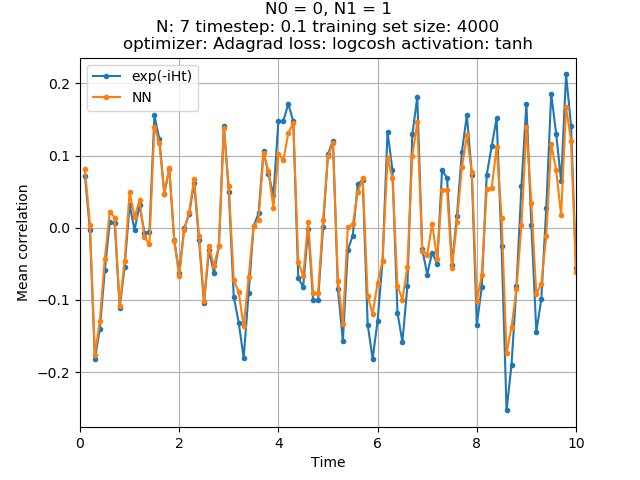 N0 = 0, N1 = 1
N: 7 timestep: 0.1 training set size: 4000
optimizer: Adagrad loss: logcosh activation: tanh
exp(-iHt)
NN
Mean correlation
0.2
0.1
0.0
−0.1
−0.2
0 2 4 6 8 10
Time